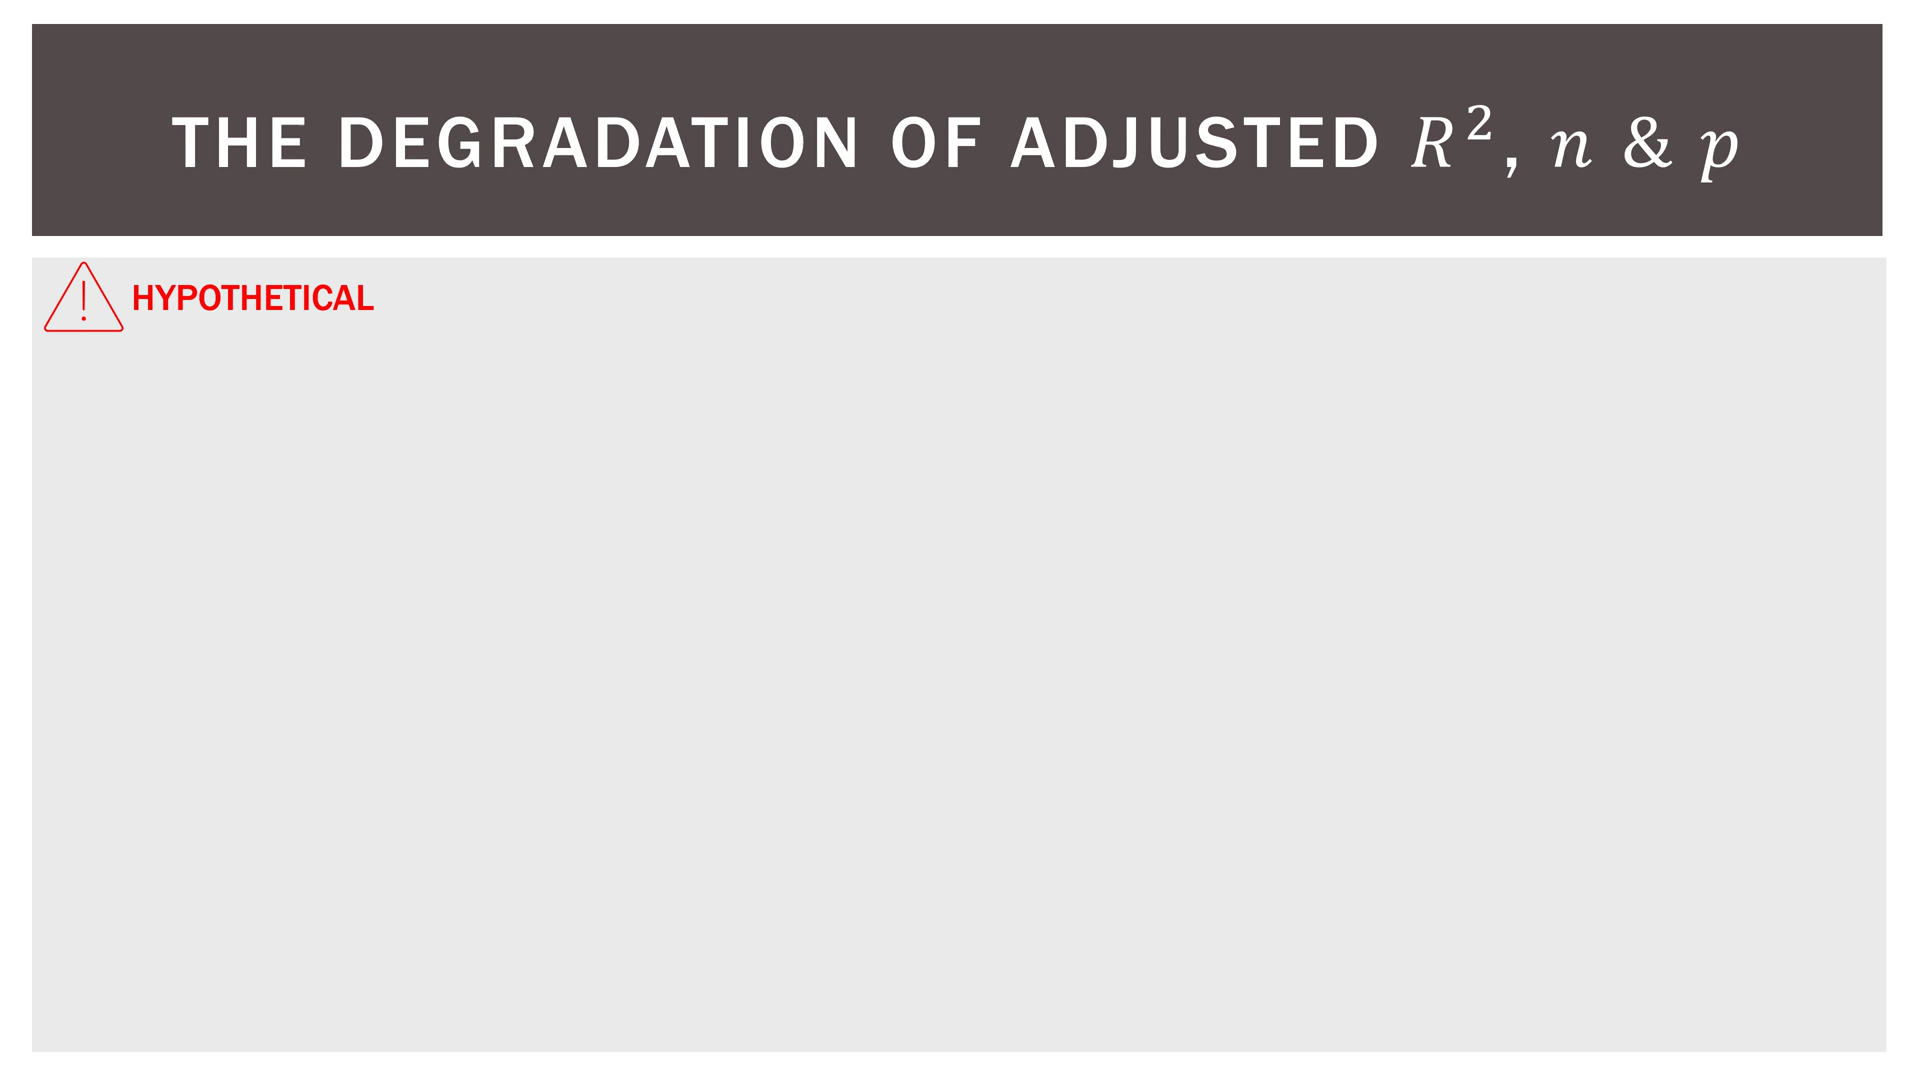 THE DEGRADATION OF ADJUSTED R², n & p
HYPOTHETICAL